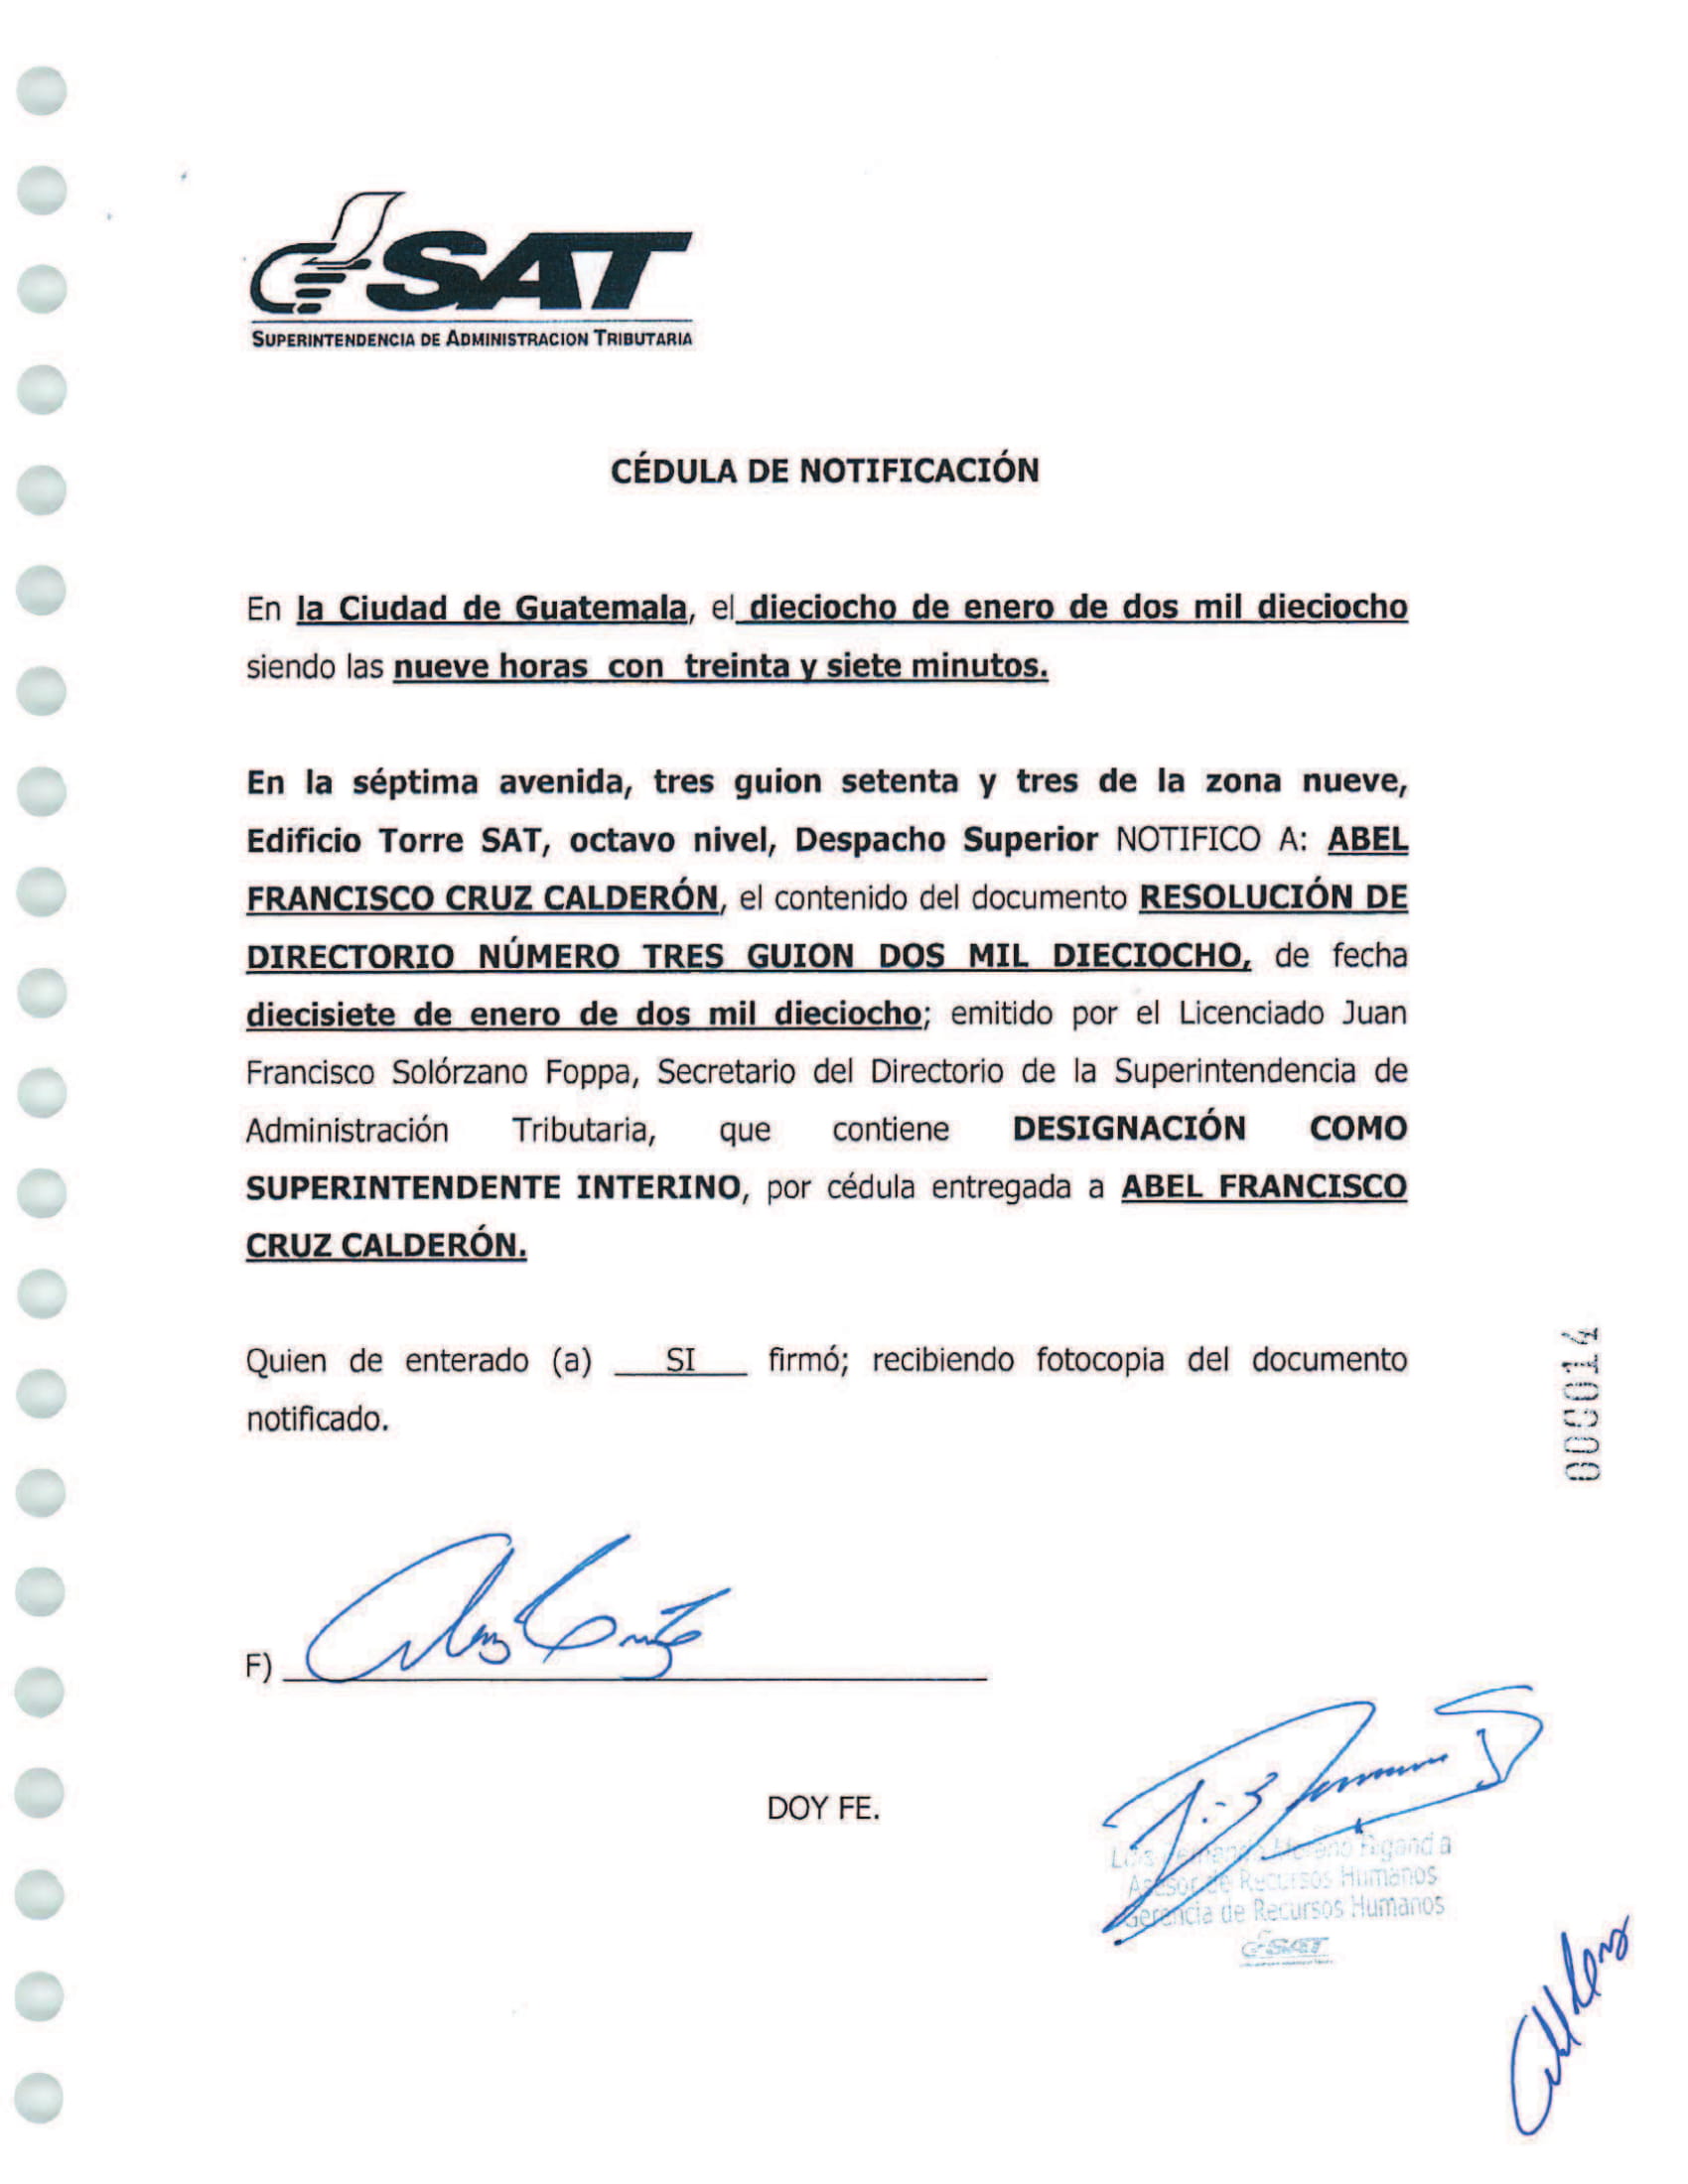 SAT
SUPERINTENDENCIA DE ADMINISTRACION TRIBUTARIA
CÉDULA DE NOTIFICACIÓN
En la Ciudad de Guatemala, el dieciocho de enero de dos mil dieciocho
siendo las nueve horas con treinta y siete minutos.
En la séptima avenida, tres guion setenta y tres de la zona nueve,
Edificio Torre SAT, octavo nivel, Despacho Superior NOTIFICO A: ABEL
FRANCISCO CRUZ CALDERÓN, el contenido del documento RESOLUCIÓN DE
DIRECTORIO NÚMERO TRES GUION DOS MIL DIECIOCHO, de fecha
diecisiete de enero de dos mil dieciocho; emitido por el Licenciado Juan
Francisco Solórzano Foppa, Secretario del Directorio de la Superintendencia de
Administración Tributaria, que contiene DESIGNACIÓN COMO
SUPERINTENDENTE INTERINO, por cédula entregada a ABEL FRANCISCO
CRUZ CALDERÓN.
Quien de enterado (a) SI firmó; recibiendo fotocopia del documento
notificado.
000014
F)
DOY FE.
Luis Fernando Moreno
Asesor de Recursos Humanos
Gerencia de Recursos Humanos
SAT